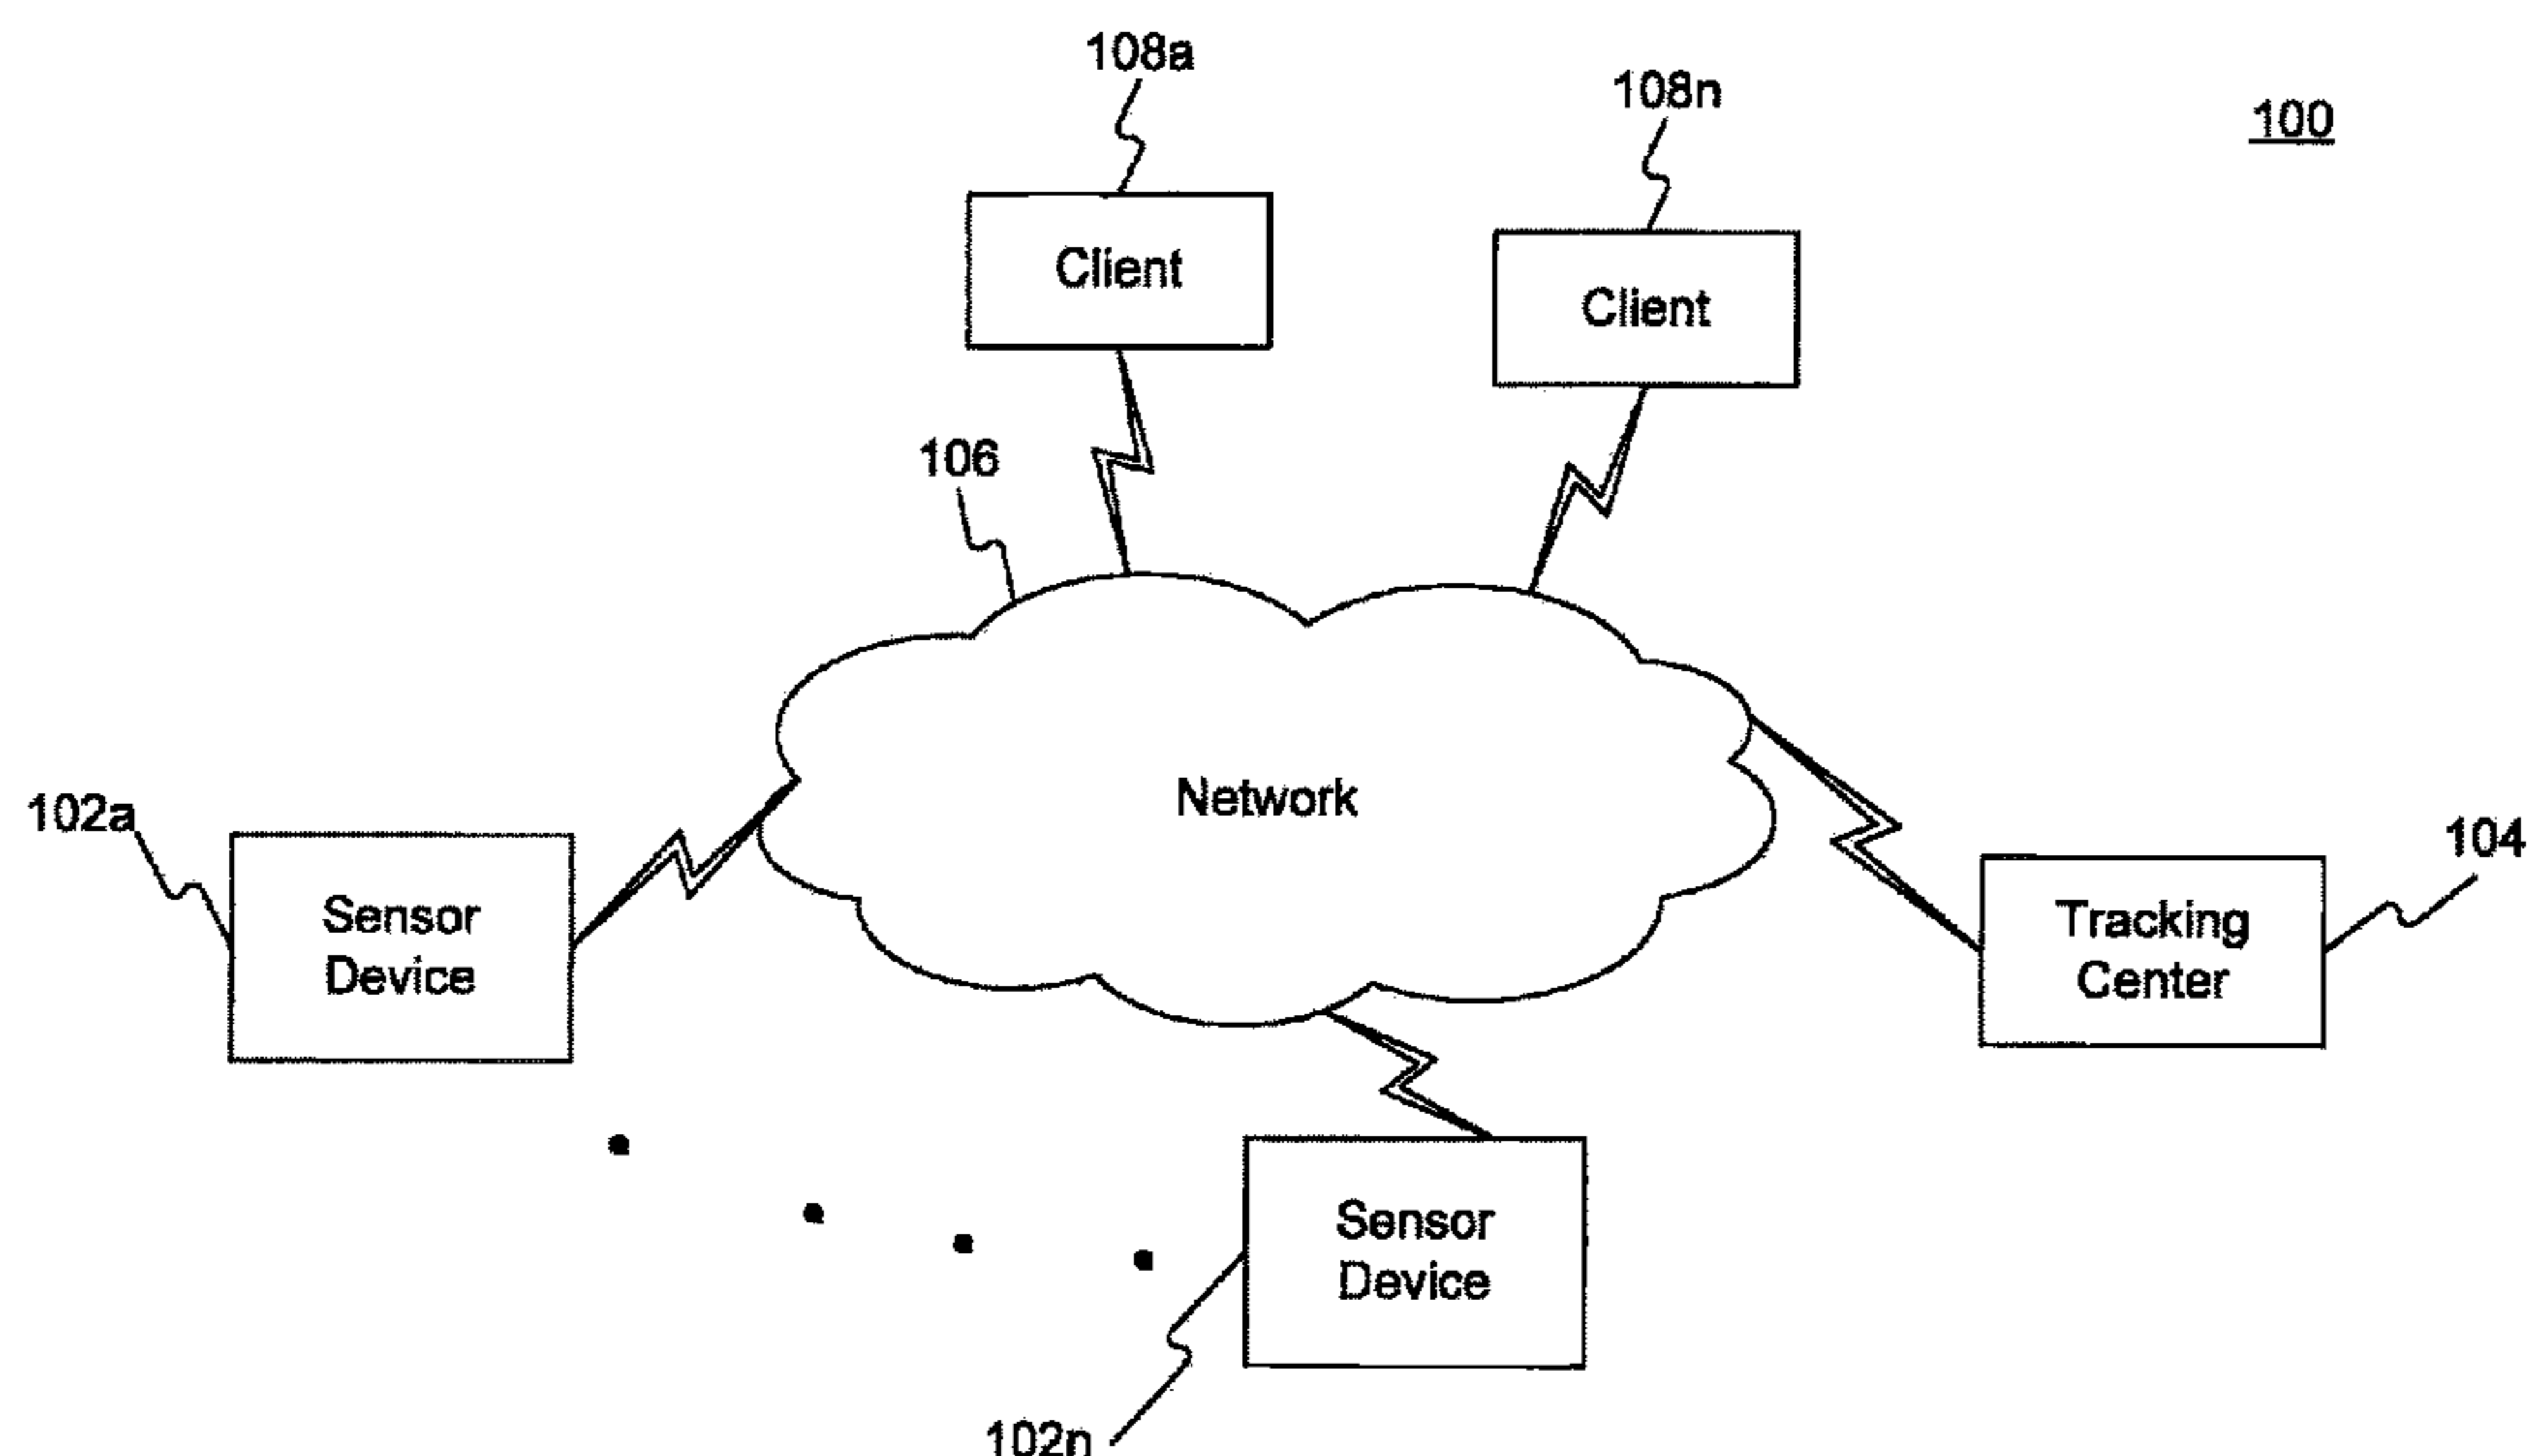 108a
108n
100
Client
Client
106
Network
102a
104
Sensor
Device
Tracking
Center
Sensor
Device
102n